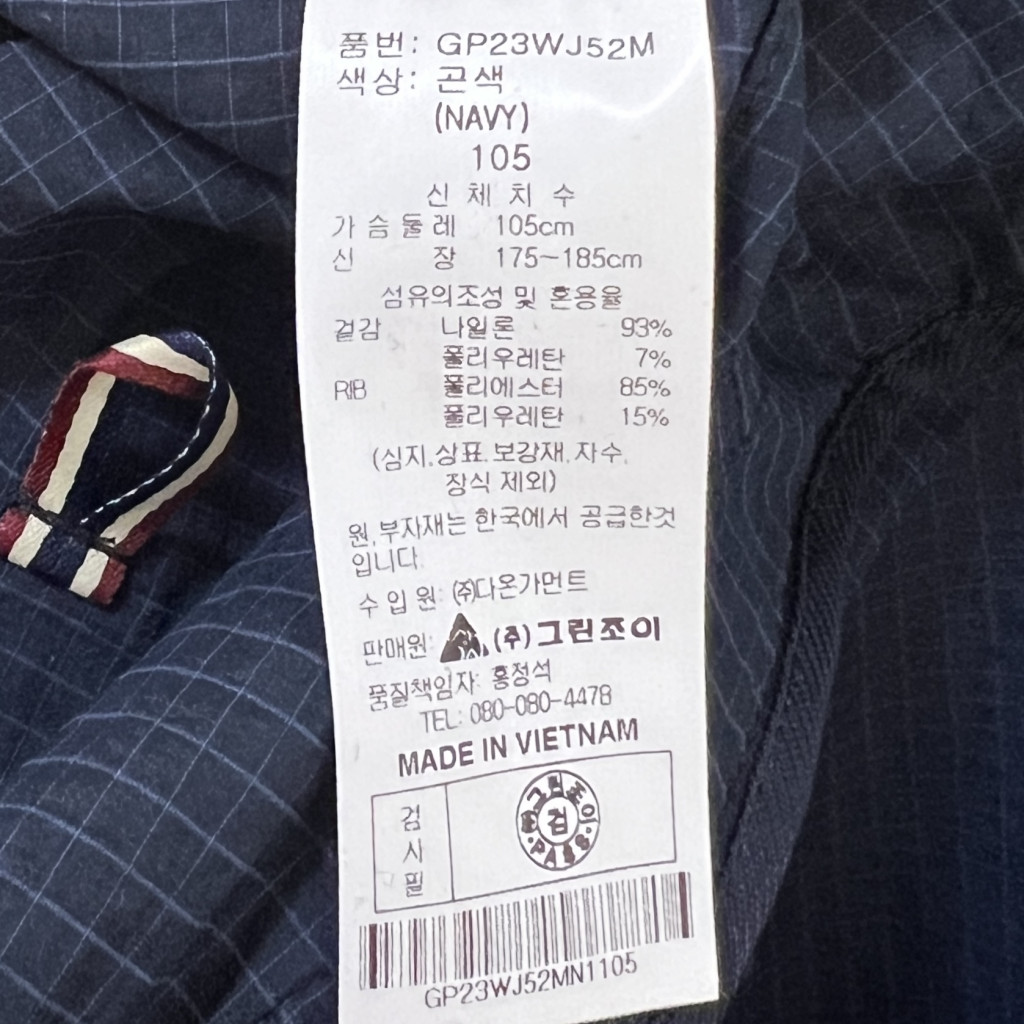 품번: GP23WJ52M
색상: 곤색
(NAVY)
105
신 체 치 수
가슴둘레 105cm
신 장 175~185cm
섬유의조성 및 혼용율
겉감 나일론 93%
폴리우레탄 7%
RIB 폴리에스터 85%
폴리우레탄 15%
(심지,상표,보강재,자수,
장식 제외)
원,부자재는 한국에서 공급한것
입니다.
수 입 원: (주)다온가먼트
판매원: (주)그린조이
품질책임자: 홍정석
TEL: 080-080-4478
MADE IN VIETNAM
검사필
그린조이
검
PASS
GP23WJ52MN1105